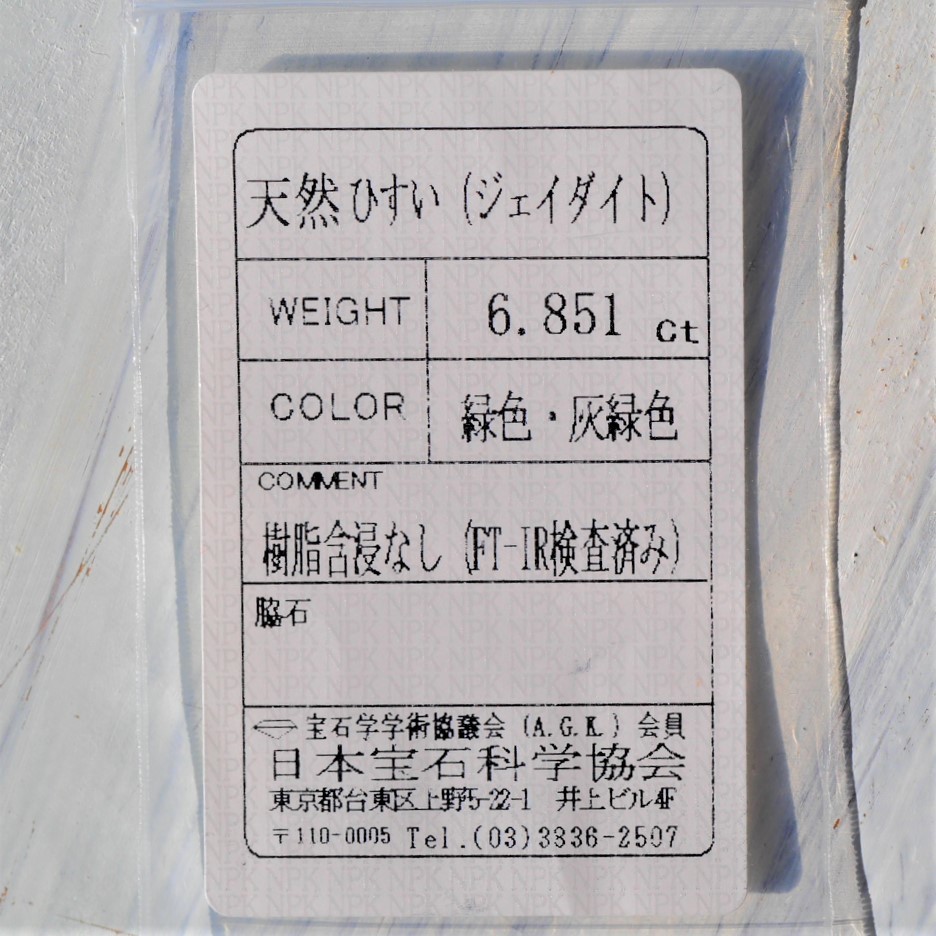 天然ひすい（ジェイダイト）
WEIGHT 6.851 ct
COLOR 緑色・灰緑色
COMMENT
樹脂含浸なし（FT-IR検査済み）
脇石
宝石学学術協議会（A.G.K.）会員
日本宝石科学協会
東京都台東区上野5-22-1 井上ビル4F
〒110-0005 Tel.(03)3836-2507